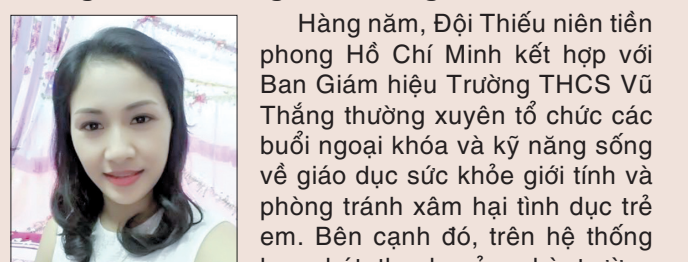 Hàng năm, Đội Thiếu niên tiền
phong Hồ Chí Minh kết hợp với
Ban Giám hiệu Trường THCS Vũ
Thắng thường xuyên tổ chức các
buổi ngoại khóa và kỹ năng sống
về giáo dục sức khỏe giới tính và
phòng tránh xâm hại tình dục trẻ
em. Bên cạnh đó, trên hệ thống